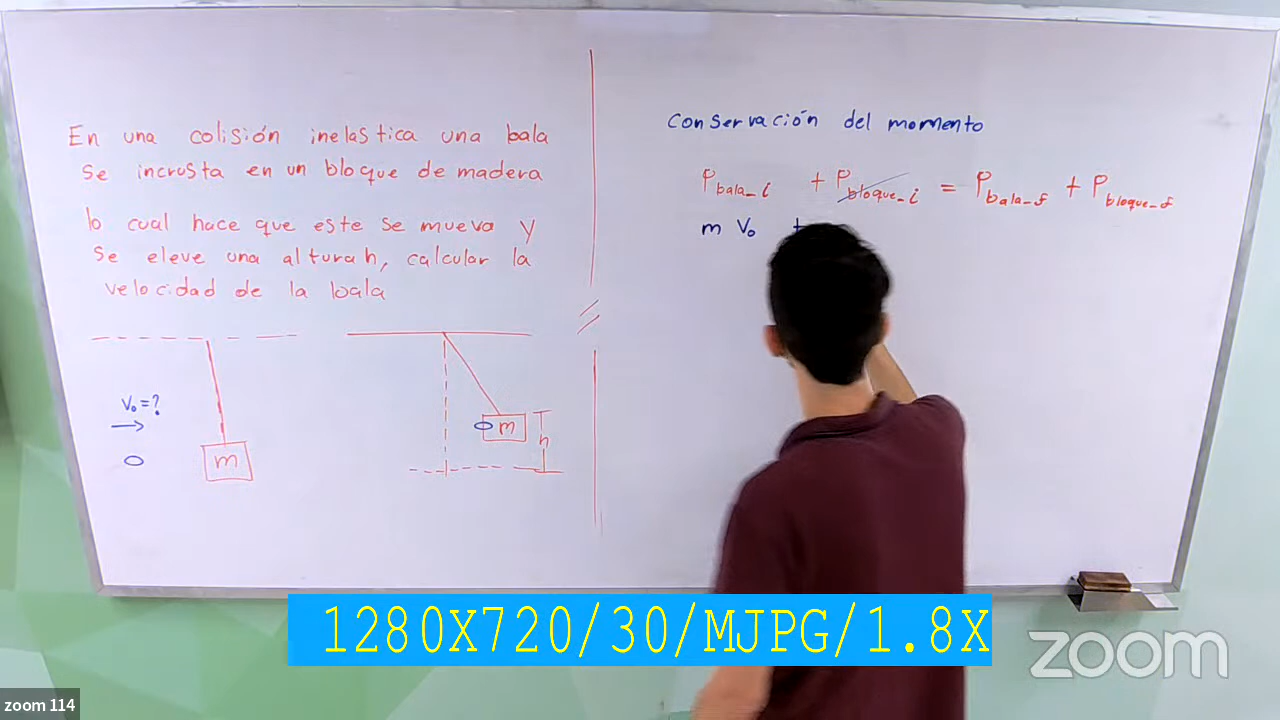 En una colisión inelastica una bala
se incrusta en un bloque de madera
lo cual hace que este se mueva y
se eleve una altura h, calcular la
velocidad de la bala
V₀ = ?
m
m
h
Conservación del momento
P bala_i + P bloque_i = P bala_f + P bloque_f
m V₀ +
1280X720/30/MJPG/1.8X
zoom
zoom 114